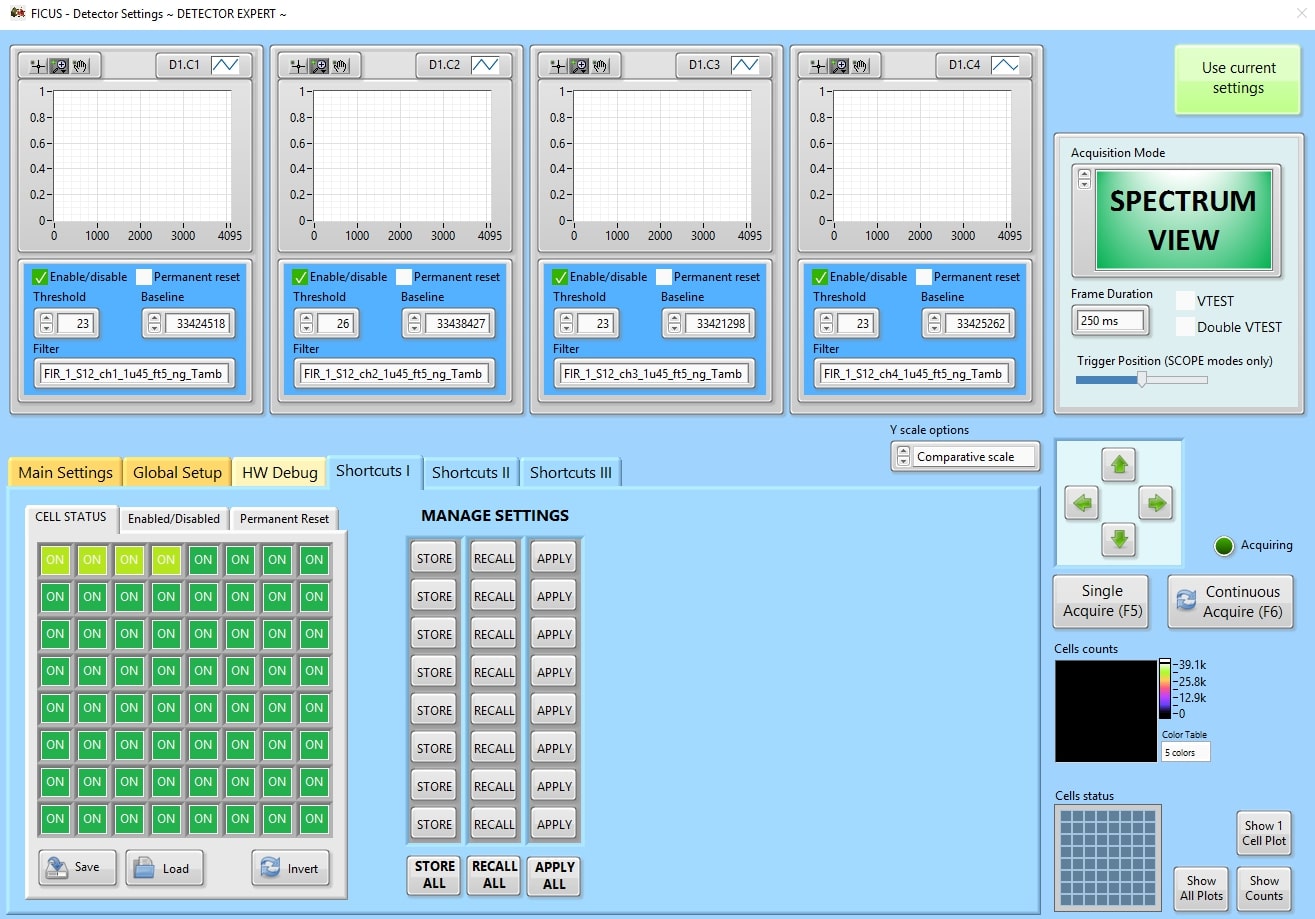 FICUS - Detector Settings ~ DETECTOR EXPERT ~
D1.C1
1
0.8
0.6
0.4
0.2
0
0 1000 2000 3000 4095
Enable/disable Permanent reset
Threshold Baseline
23 33424518
Filter
FIR_1_S12_ch1_1u45_ft5_ng_Tamb
D1.C2
1
0.8
0.6
0.4
0.2
0
0 1000 2000 3000 4095
Enable/disable Permanent reset
Threshold Baseline
26 33438427
Filter
FIR_1_S12_ch2_1u45_ft5_ng_Tamb
D1.C3
1
0.8
0.6
0.4
0.2
0
0 1000 2000 3000 4095
Enable/disable Permanent reset
Threshold Baseline
23 33421298
Filter
FIR_1_S12_ch3_1u45_ft5_ng_Tamb
D1.C4
1
0.8
0.6
0.4
0.2
0
0 1000 2000 3000 4095
Enable/disable Permanent reset
Threshold Baseline
23 33425262
Filter
FIR_1_S12_ch4_1u45_ft5_ng_Tamb
Use current
settings
Acquisition Mode
SPECTRUM
VIEW
Frame Duration
250 ms
VTEST
Double VTEST
Trigger Position (SCOPE modes only)
Y scale options
Comparative scale
Main Settings Global Setup HW Debug Shortcuts I Shortcuts II Shortcuts III
CELL STATUS Enabled/Disabled Permanent Reset
ON ON ON ON ON ON ON ON
ON ON ON ON ON ON ON ON
ON ON ON ON ON ON ON ON
ON ON ON ON ON ON ON ON
ON ON ON ON ON ON ON ON
ON ON ON ON ON ON ON ON
ON ON ON ON ON ON ON ON
ON ON ON ON ON ON ON ON
Save Load Invert
MANAGE SETTINGS
STORE RECALL APPLY
STORE RECALL APPLY
STORE RECALL APPLY
STORE RECALL APPLY
STORE RECALL APPLY
STORE RECALL APPLY
STORE RECALL APPLY
STORE RECALL APPLY
STORE RECALL APPLY
ALL ALL ALL
Acquiring
Single
Acquire (F5)
Continuous
Acquire (F6)
Cells counts
39.1k
25.8k
12.9k
0
Color Table
5 colors
Cells status
Show 1
Cell Plot
Show
All Plots
Show
Counts